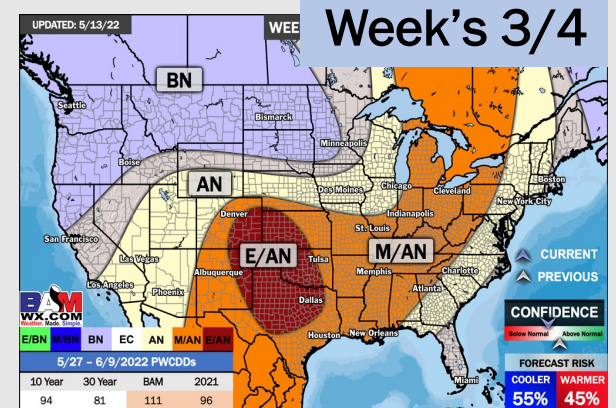 UPDATED: 5/13/22
WEE
Week's 3/4
BN
Seattle
Bismarck
Minneapolis
Boise
AN
Des Moines
Chicago
Cleveland
Boston
New York City
Denver
Indianapolis
San Francisco
St. Louis
E/AN
M/AN
CURRENT
Las Vegas
Tulsa
Albuquerque
Memphis
Charlotte
PREVIOUS
Los Angeles
Phoenix
Atlanta
Dallas
BAM
WX.COM
Weather. Made. Simple.
CONFIDENCE
Below Normal
Above Normal
Houston
New Orleans
E/BN M/BN BN EC AN M/AN E/AN
5/27 – 6/9/2022 PWCDDs
FORECAST RISK
10 Year 30 Year BAM 2021
COOLER WARMER
Miami
94 81 111 96
55% 45%